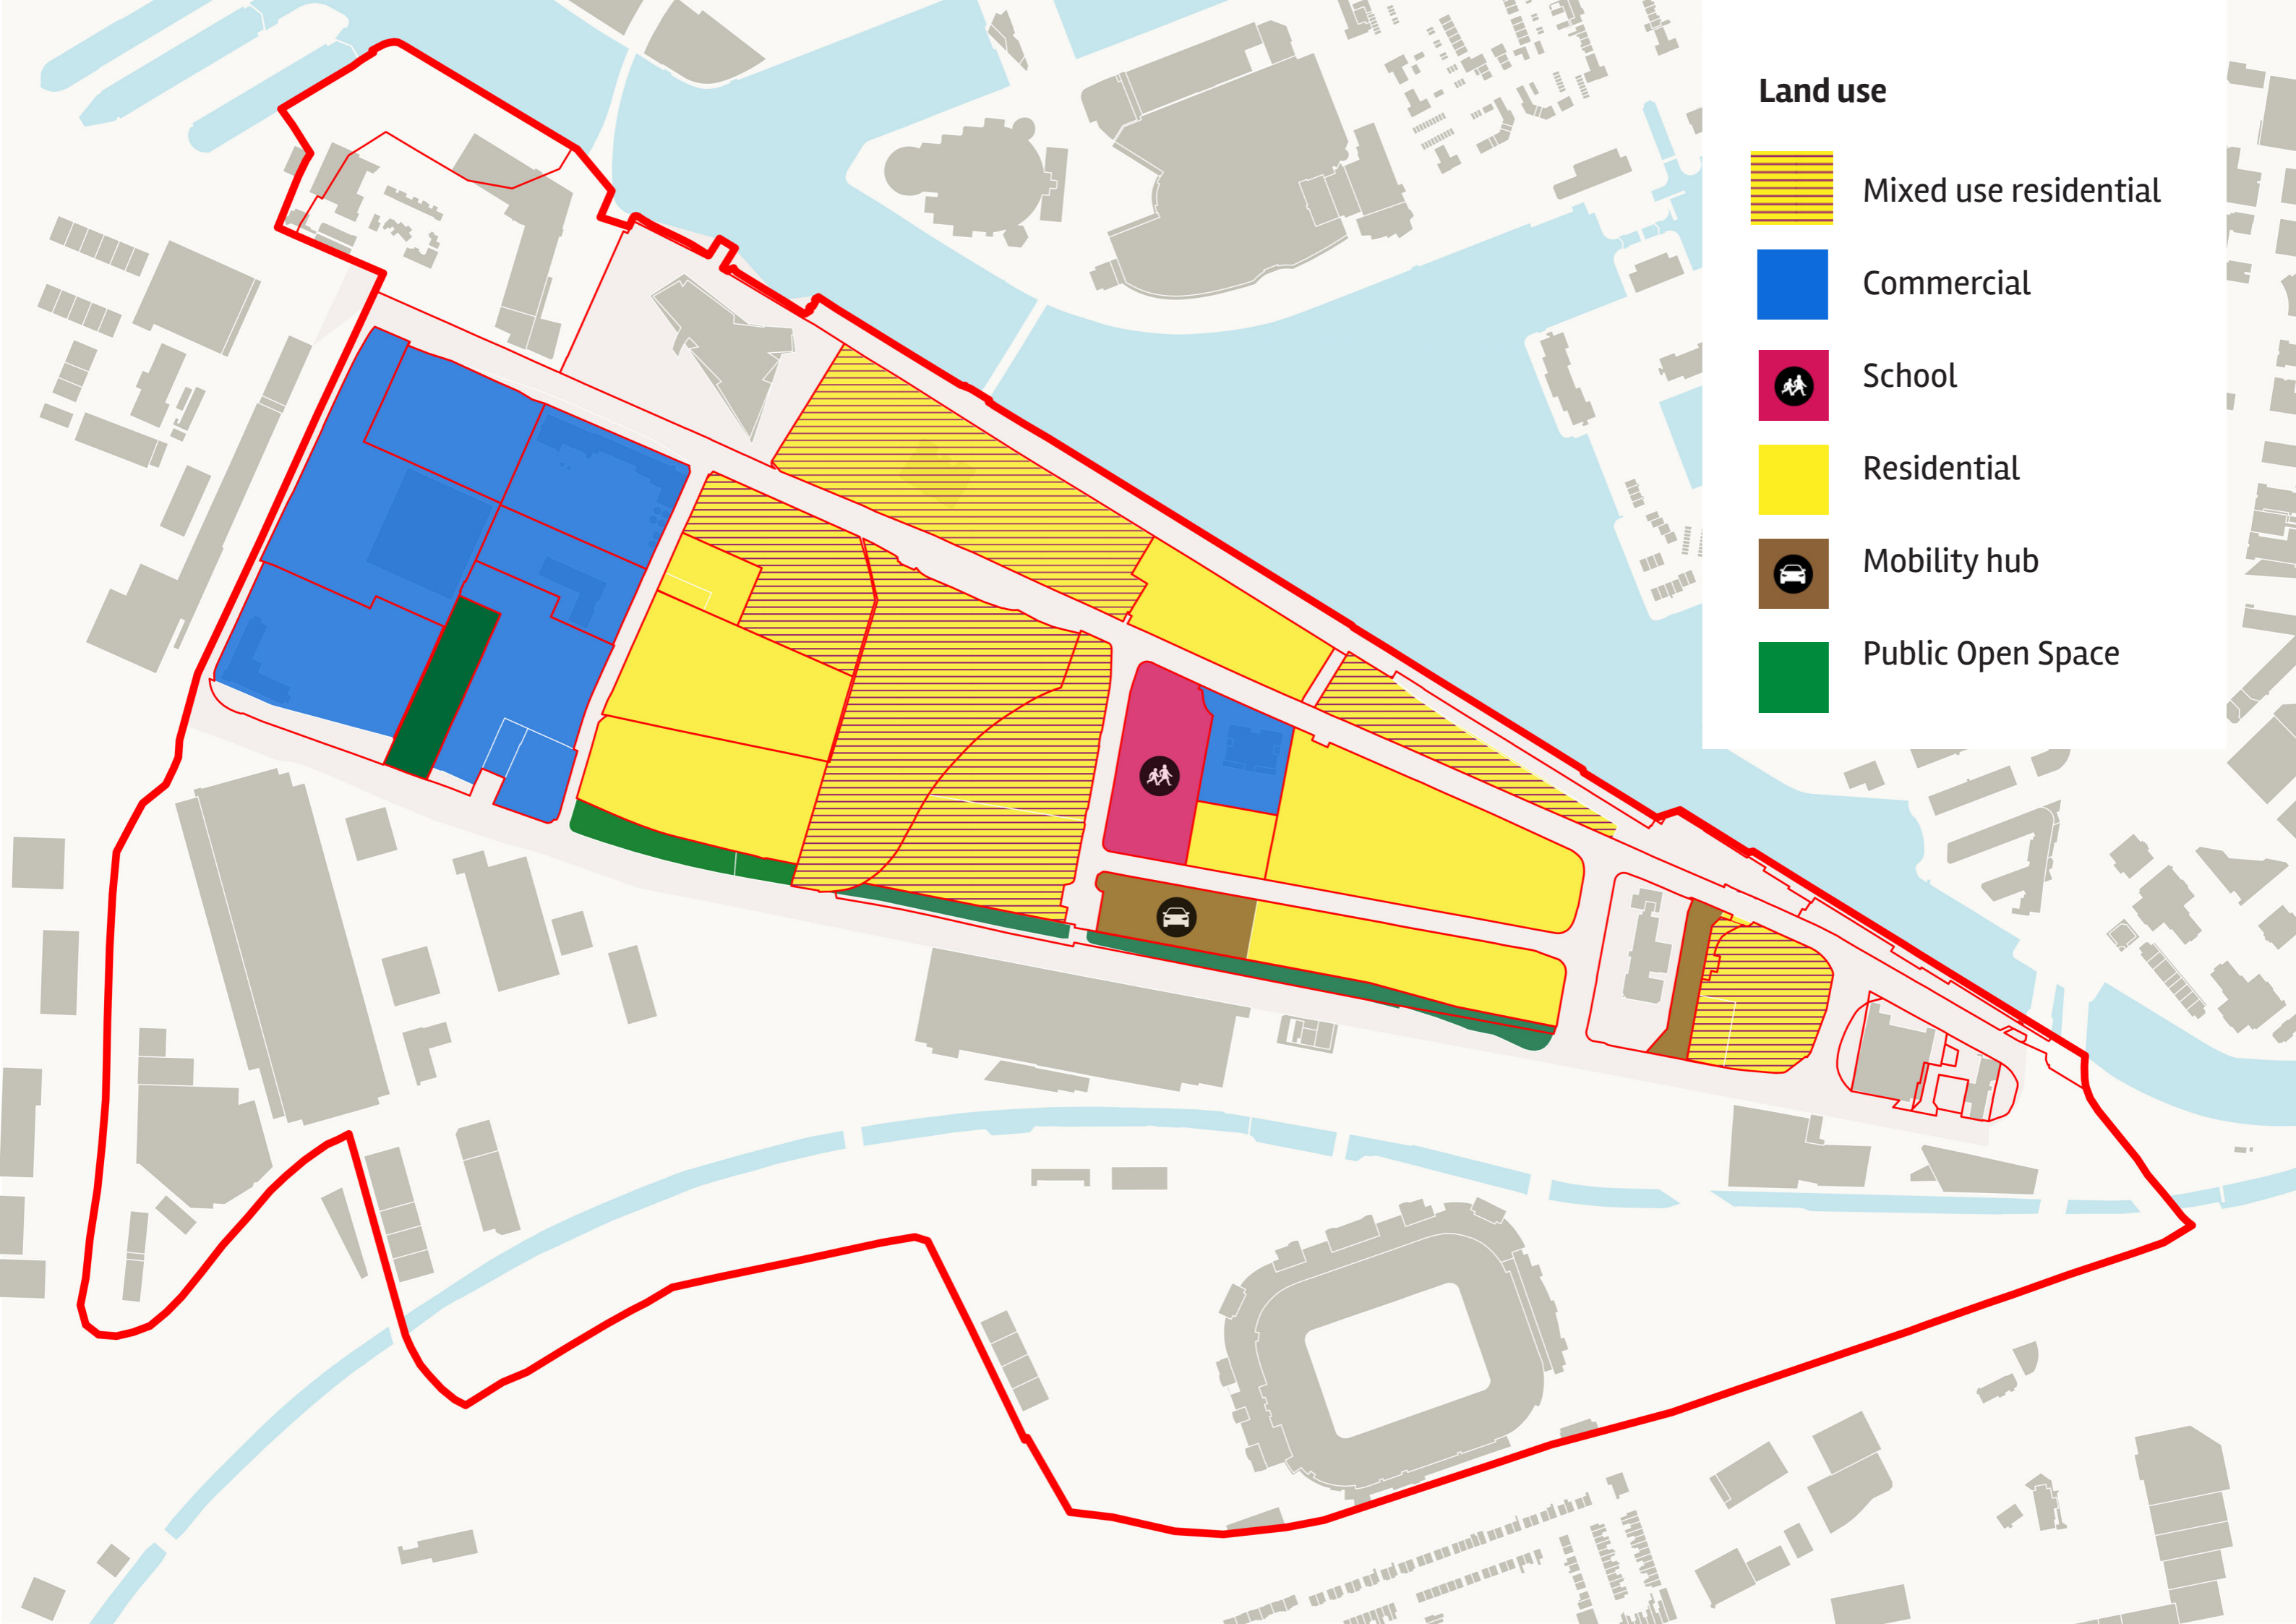 Land use
Mixed use residential
Commercial
School
Residential
Mobility hub
Public Open Space